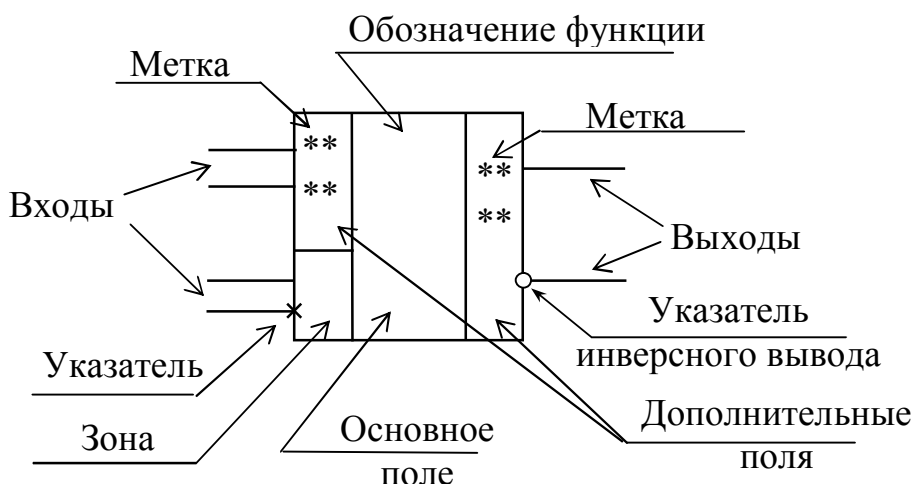 Обозначение функции
Метка
Метка
**
**
**
**
Входы
Выходы
Указатель
инверсного вывода
Указатель
Дополнительные
поля
Зона
Основное
поле